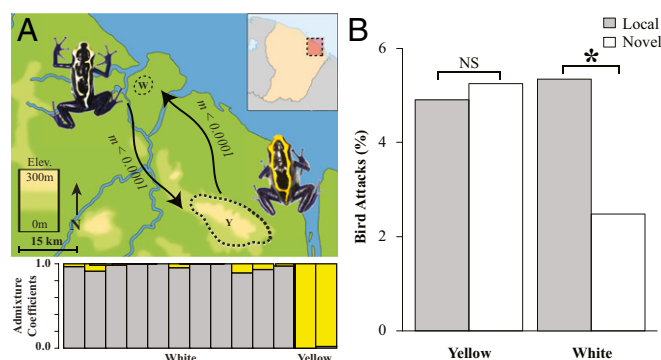 A
W
m < 0.0001
m < 0.0001
Elev.
300m
0m
N
15 km
Y
Admixture
Coefficients
1.0
0.0
White
Yellow
B
Local
Novel
Bird Attacks (%)
6
4
2
0
NS
*
Yellow
White